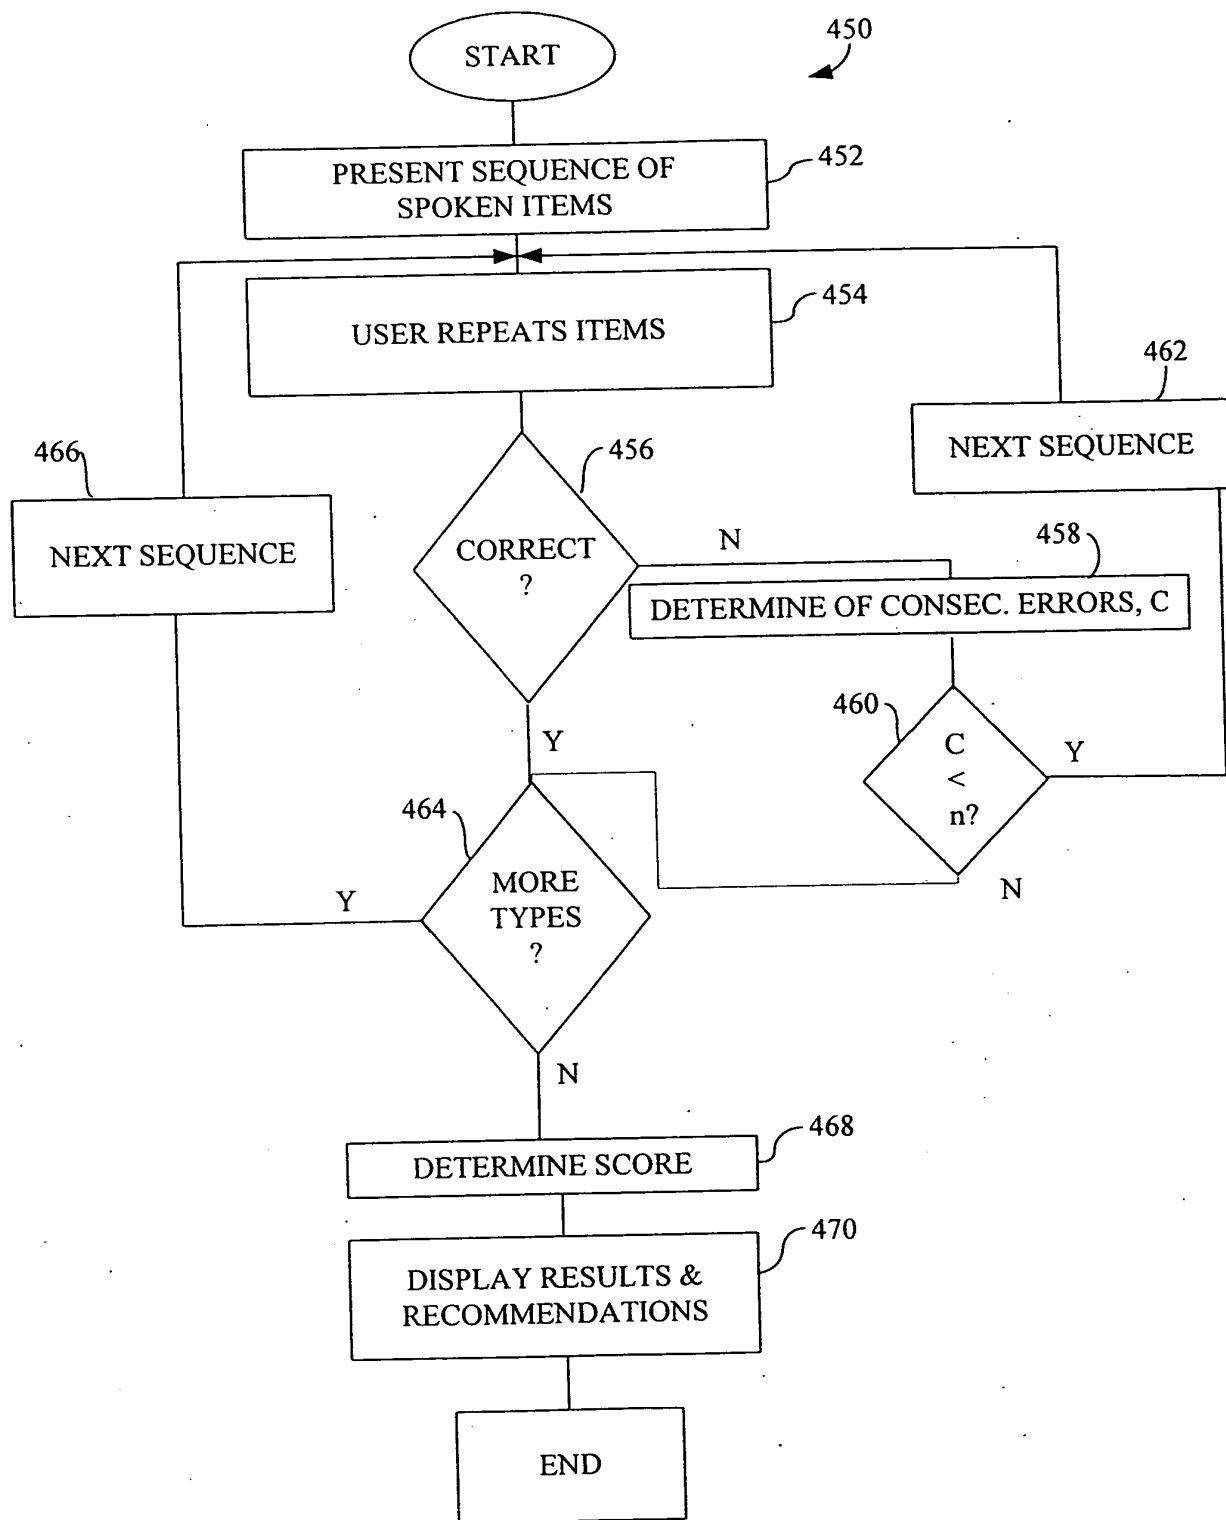 450
START
PRESENT SEQUENCE OF
SPOKEN ITEMS
452
USER REPEATS ITEMS
454
462
NEXT SEQUENCE
466
NEXT SEQUENCE
456
CORRECT
?
N
458
DETERMINE OF CONSEC. ERRORS, C
Y
460
C
<
n?
Y
N
464
MORE
TYPES
?
Y
N
DETERMINE SCORE
468
DISPLAY RESULTS &
RECOMMENDATIONS
470
END